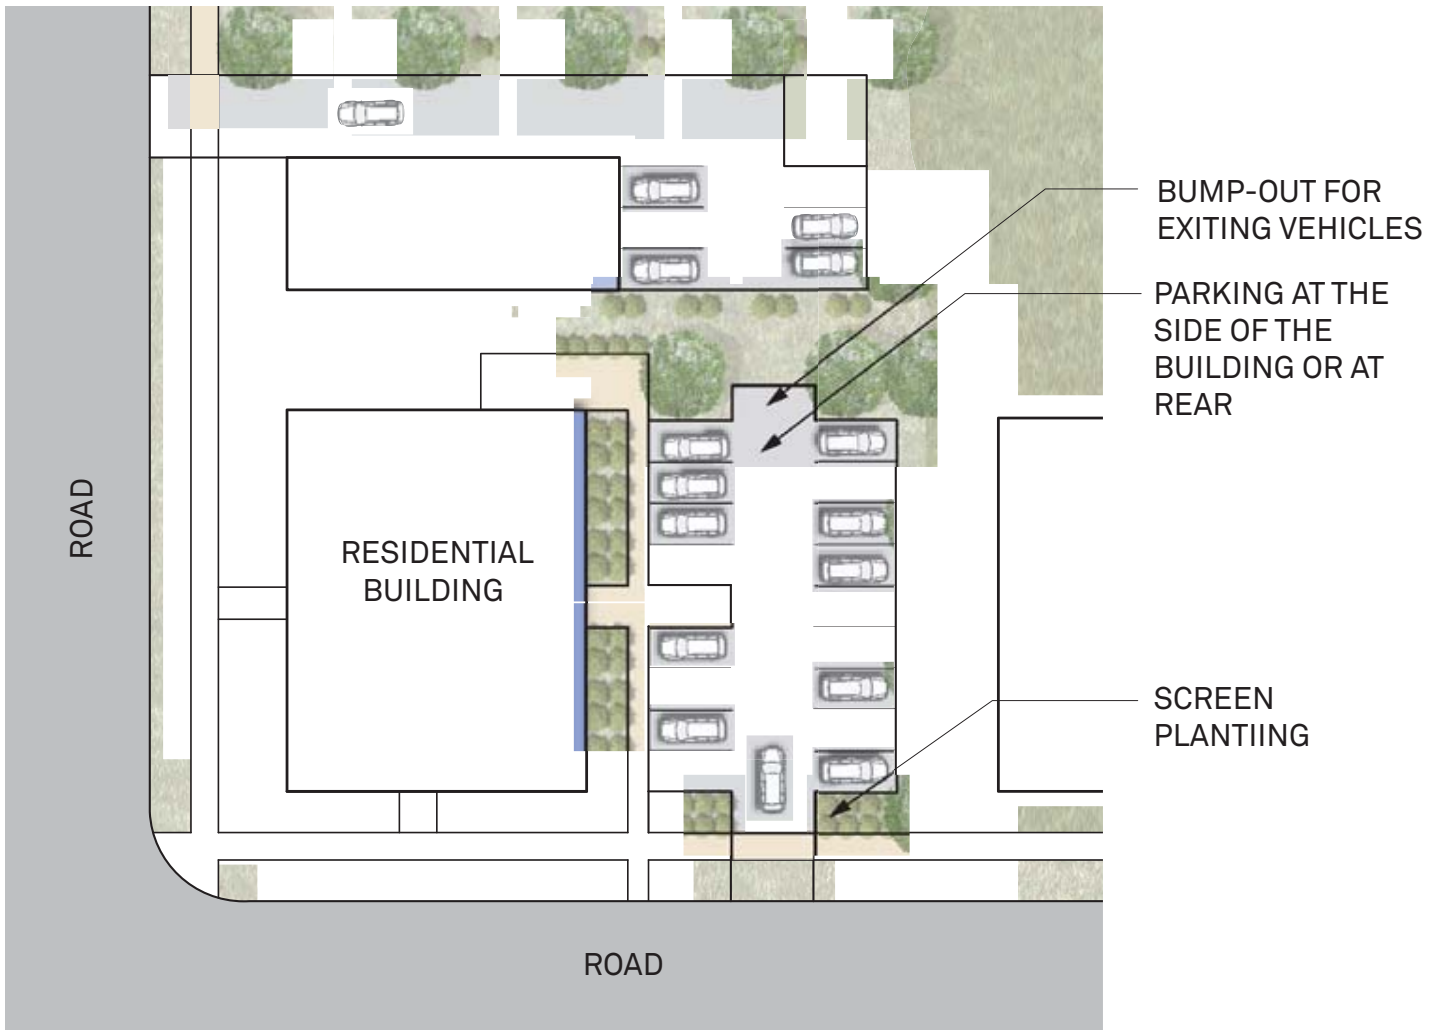 BUMP-OUT FOR
EXITING VEHICLES
PARKING AT THE
SIDE OF THE
BUILDING OR AT
REAR
ROAD
RESIDENTIAL
BUILDING
SCREEN
PLANTIING
ROAD